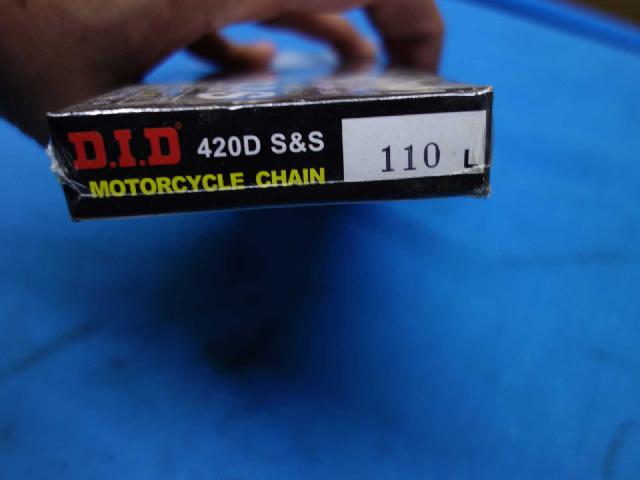 D.I.D® 420D S&S 110 L
MOTORCYCLE CHAIN